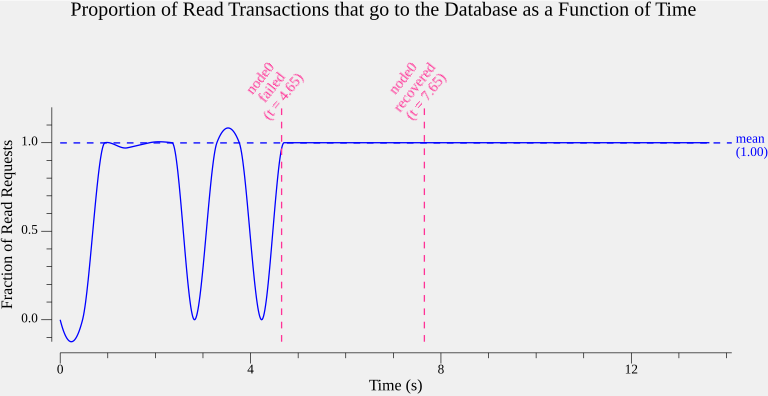 Proportion of Read Transactions that go to the Database as a Function of Time
node0
failed
(t = 4.65)
node0
recovered
(t = 7.65)
mean
(1.00)
Fraction of Read Requests
1.0
0.5
0.0
0
4
8
12
Time (s)